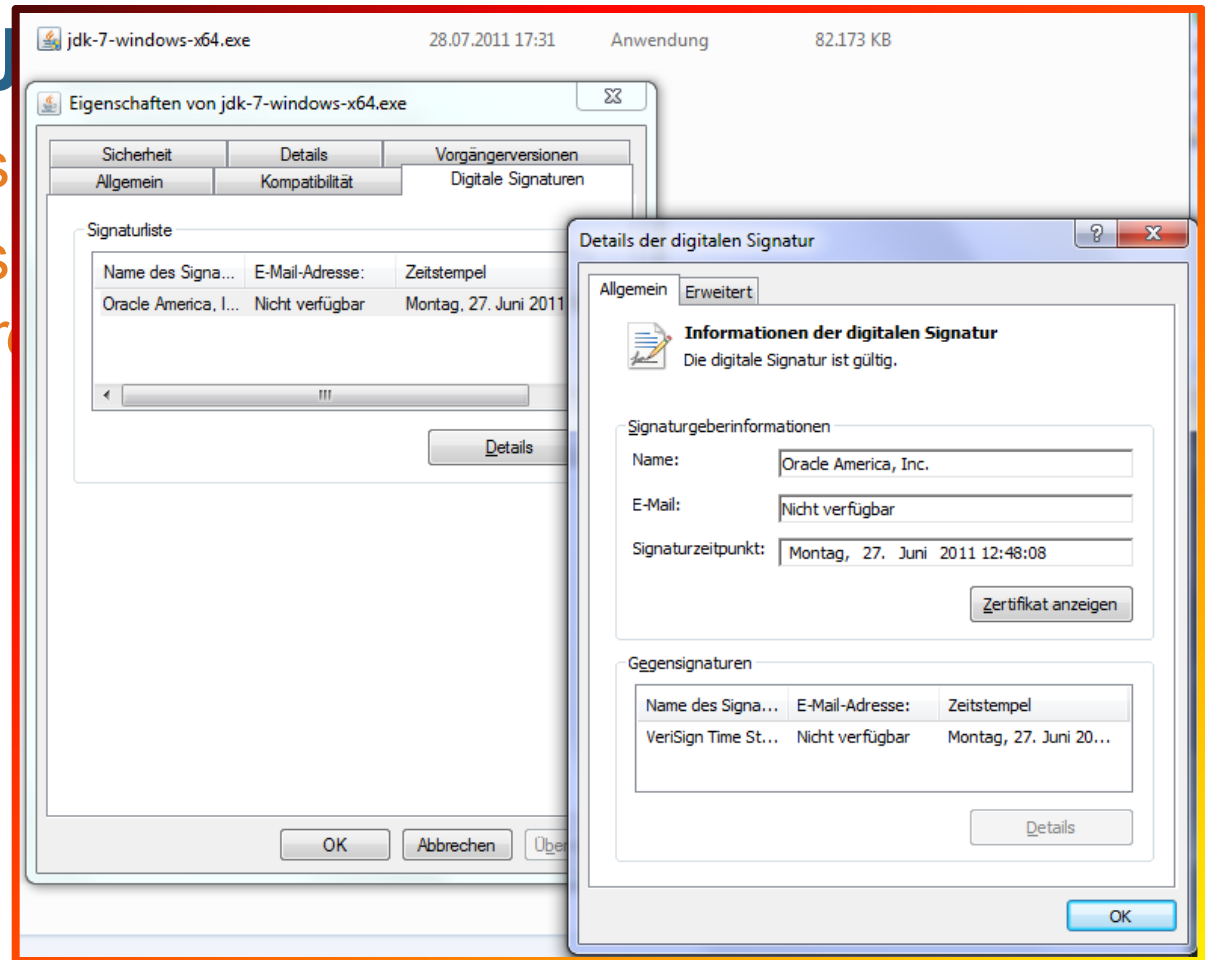 jdk-7-windows-x64.exe 28.07.2011 17:31 Anwendung 82.173 KB
Eigenschaften von jdk-7-windows-x64.exe
Sicherheit Details Vorgängerversionen
Allgemein Kompatibilität Digitale Signaturen
Signaturliste
Name des Signa... E-Mail-Adresse: Zeitstempel
Oracle America, I... Nicht verfügbar Montag, 27. Juni 2011
Details
OK Abbrechen
Details der digitalen Signatur
Allgemein Erweitert
Informationen der digitalen Signatur
Die digitale Signatur ist gültig.
Signaturgeberinformationen
Name: Oracle America, Inc.
E-Mail: Nicht verfügbar
Signaturzeitpunkt: Montag, 27. Juni 2011 12:48:08
Zertifikat anzeigen
Gegensignaturen
Name des Signa... E-Mail-Adresse: Zeitstempel
VeriSign Time St... Nicht verfügbar Montag, 27. Juni 20...
Details
OK